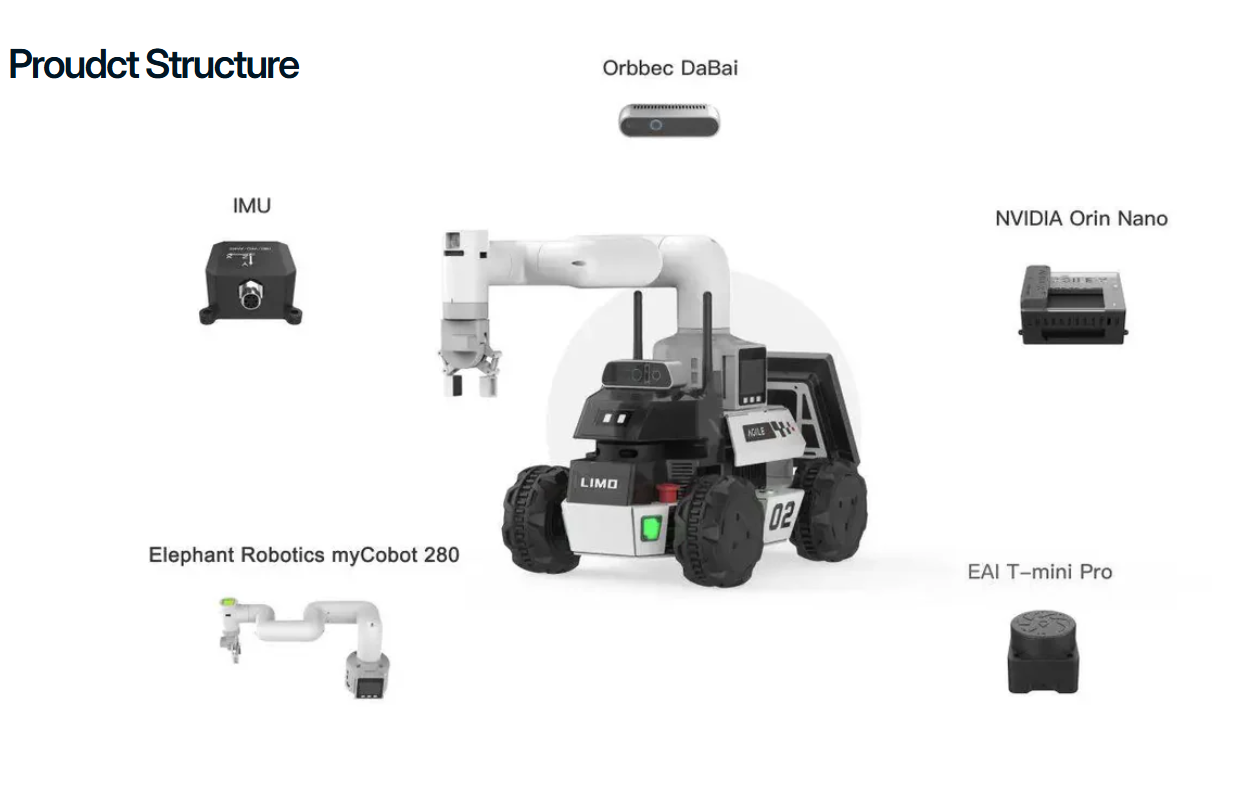 Proudct Structure
Orbbec DaBai
IMU
NVIDIA Orin Nano
AGILE
LIMO
02
Elephant Robotics myCobot 280
EAI T-mini Pro